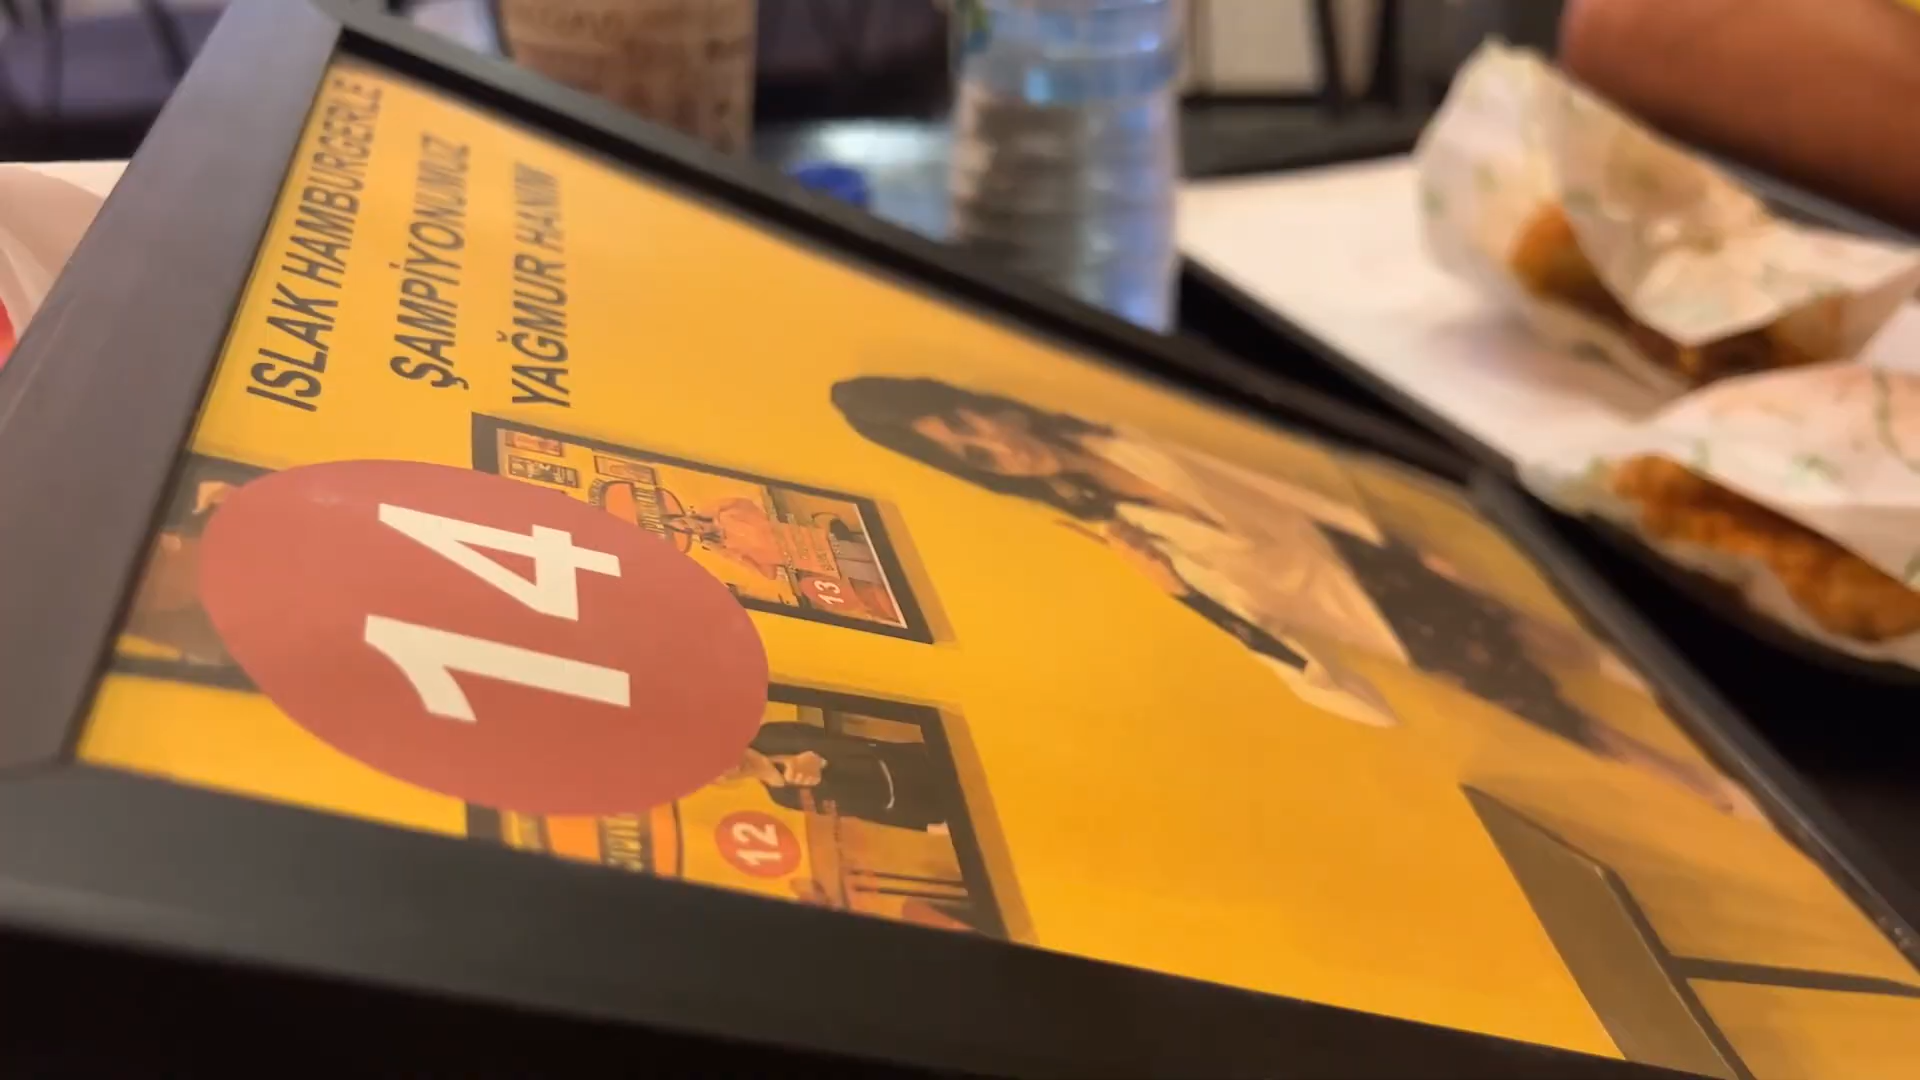 ISLAK HAMBURGERLE
ŞAMPİYONUMUZ
YAĞMUR HANIM
14
13
12